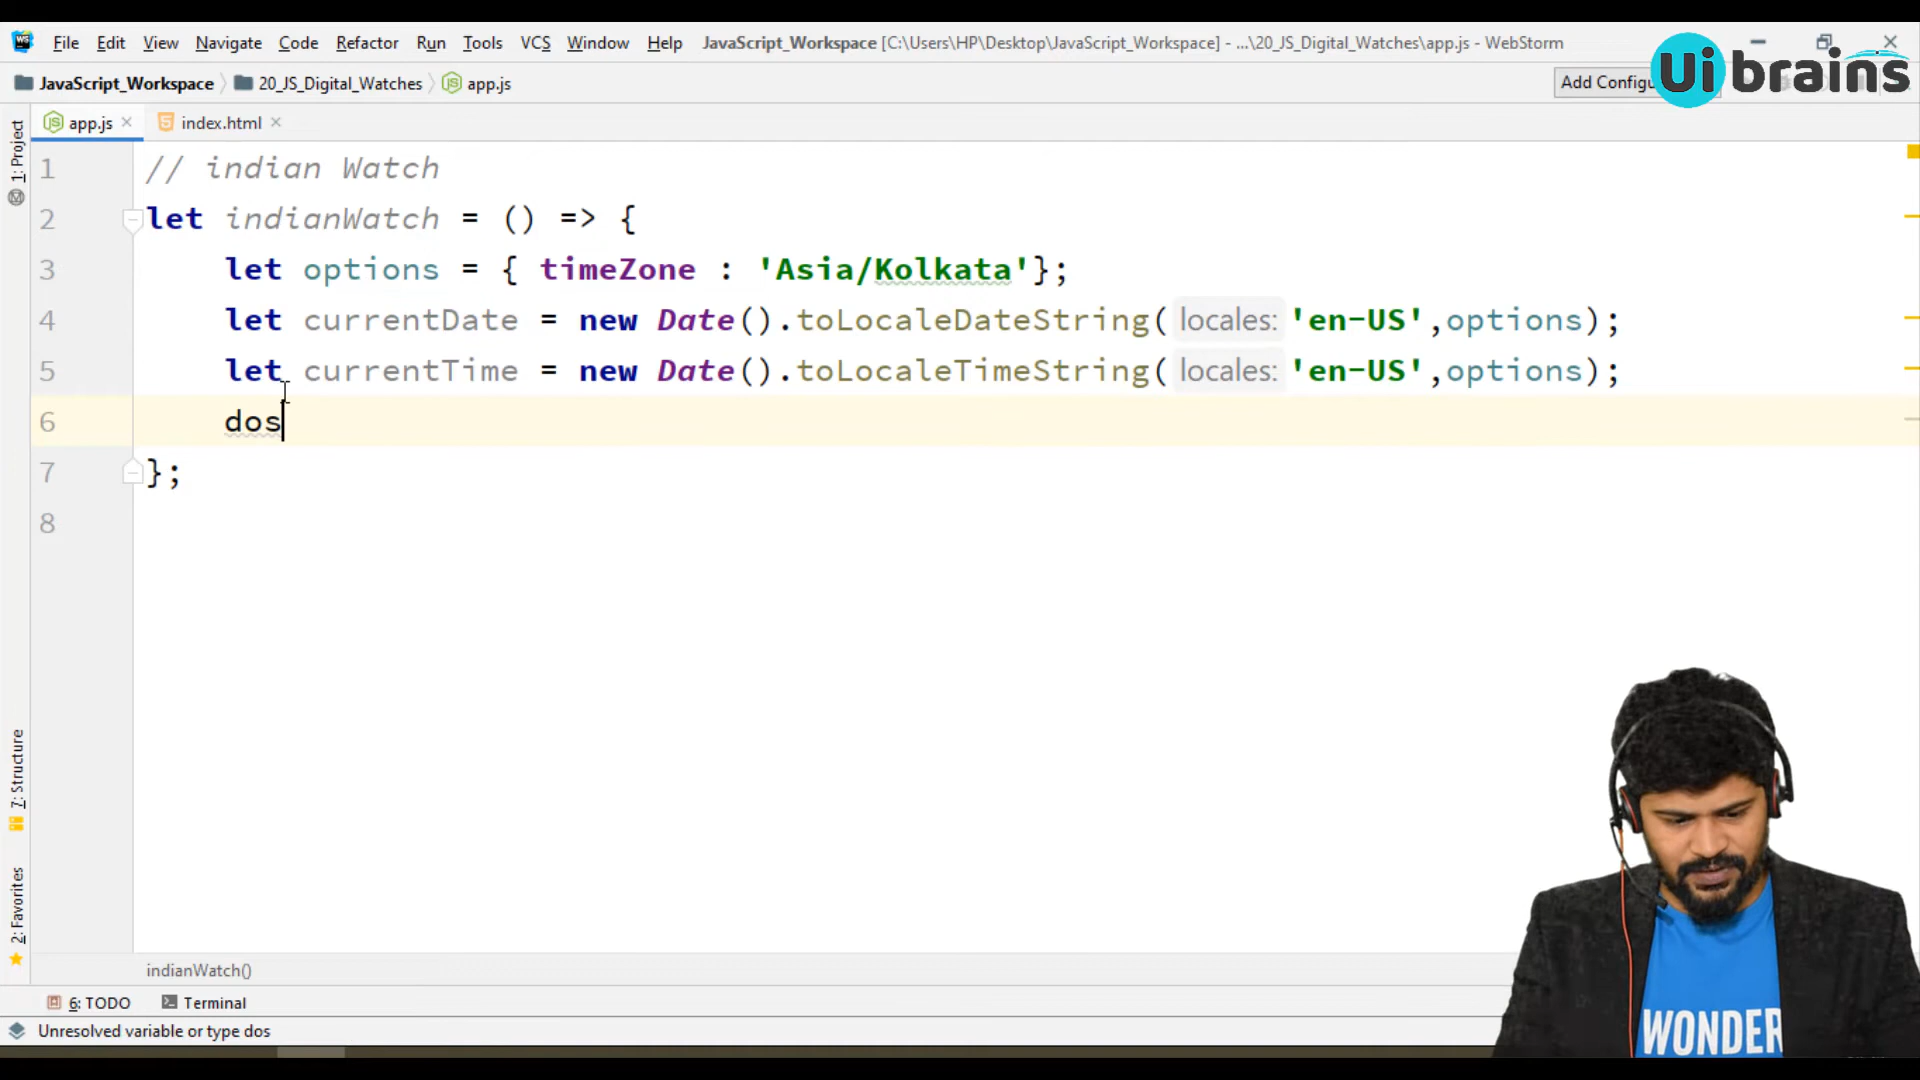 File Edit View Navigate Code Refactor Run Tools VCS Window Help JavaScript_Workspace [C:\Users\HP\Desktop\JavaScript_Workspace] - ...\20_JS_Digital_Watches\app.js - WebStorm
JavaScript_Workspace 20_JS_Digital_Watches app.js Add Configu
Ui brains
app.js index.html
1: Project
1 // indian Watch
2 let indianWatch = () => {
3 let options = { timeZone : 'Asia/Kolkata'};
4 let currentDate = new Date().toLocaleDateString( locales: 'en-US',options);
5 let currentTime = new Date().toLocaleTimeString( locales: 'en-US',options);
6 dos
7 };
8
7: Structure
2: Favorites
indianWatch()
6: TODO Terminal
Unresolved variable or type dos
WONDER